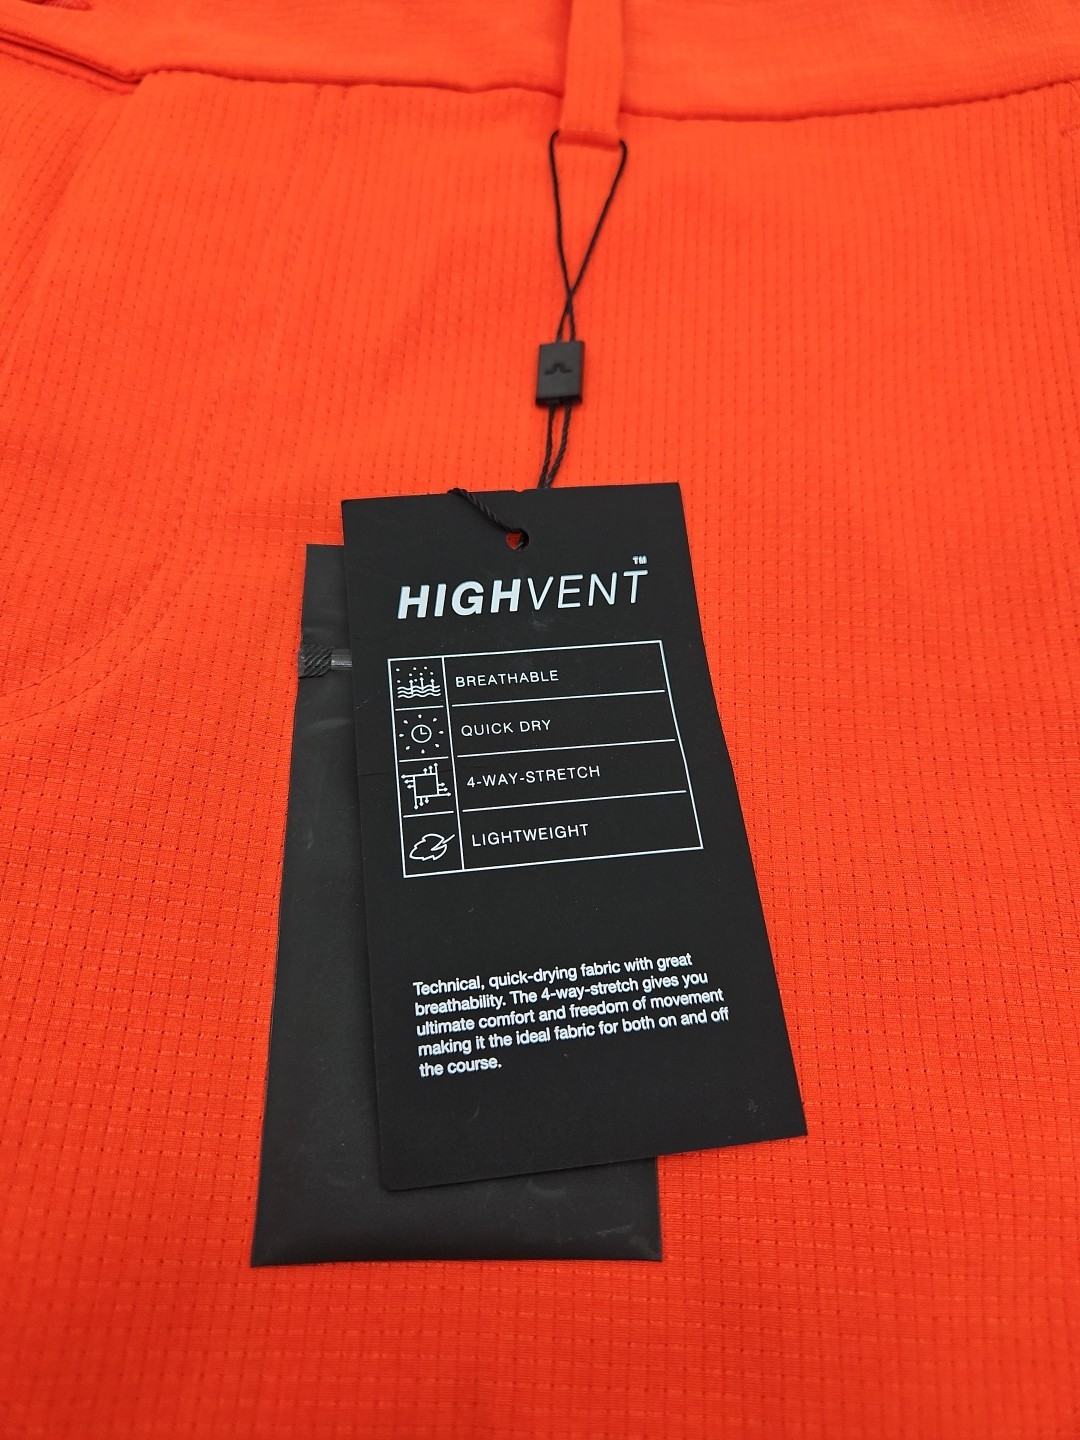 HIGHVENT™
BREATHABLE
QUICK DRY
4-WAY-STRETCH
LIGHTWEIGHT
Technical, quick-drying fabric with great
breathability. The 4-way-stretch gives you
ultimate comfort and freedom of movement
making it the ideal fabric for both on and off
the course.